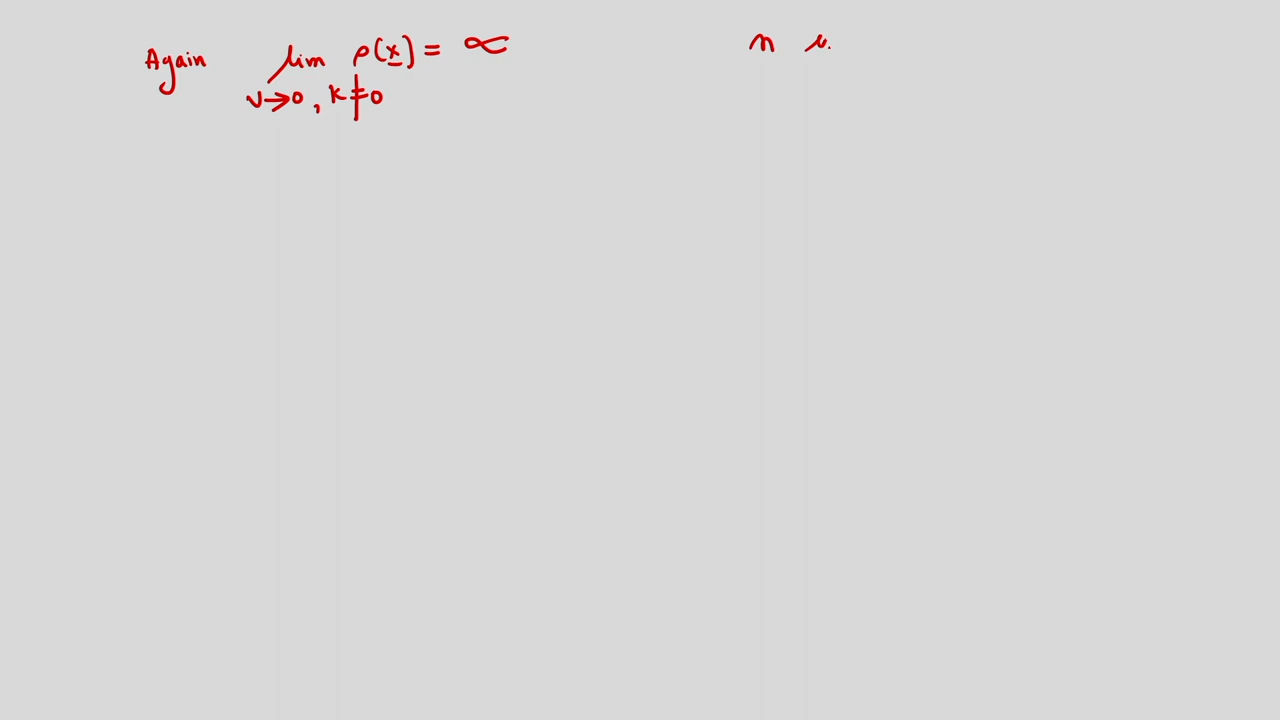 Again lim ρ(x) = ∞ n
ν→0, k≠0